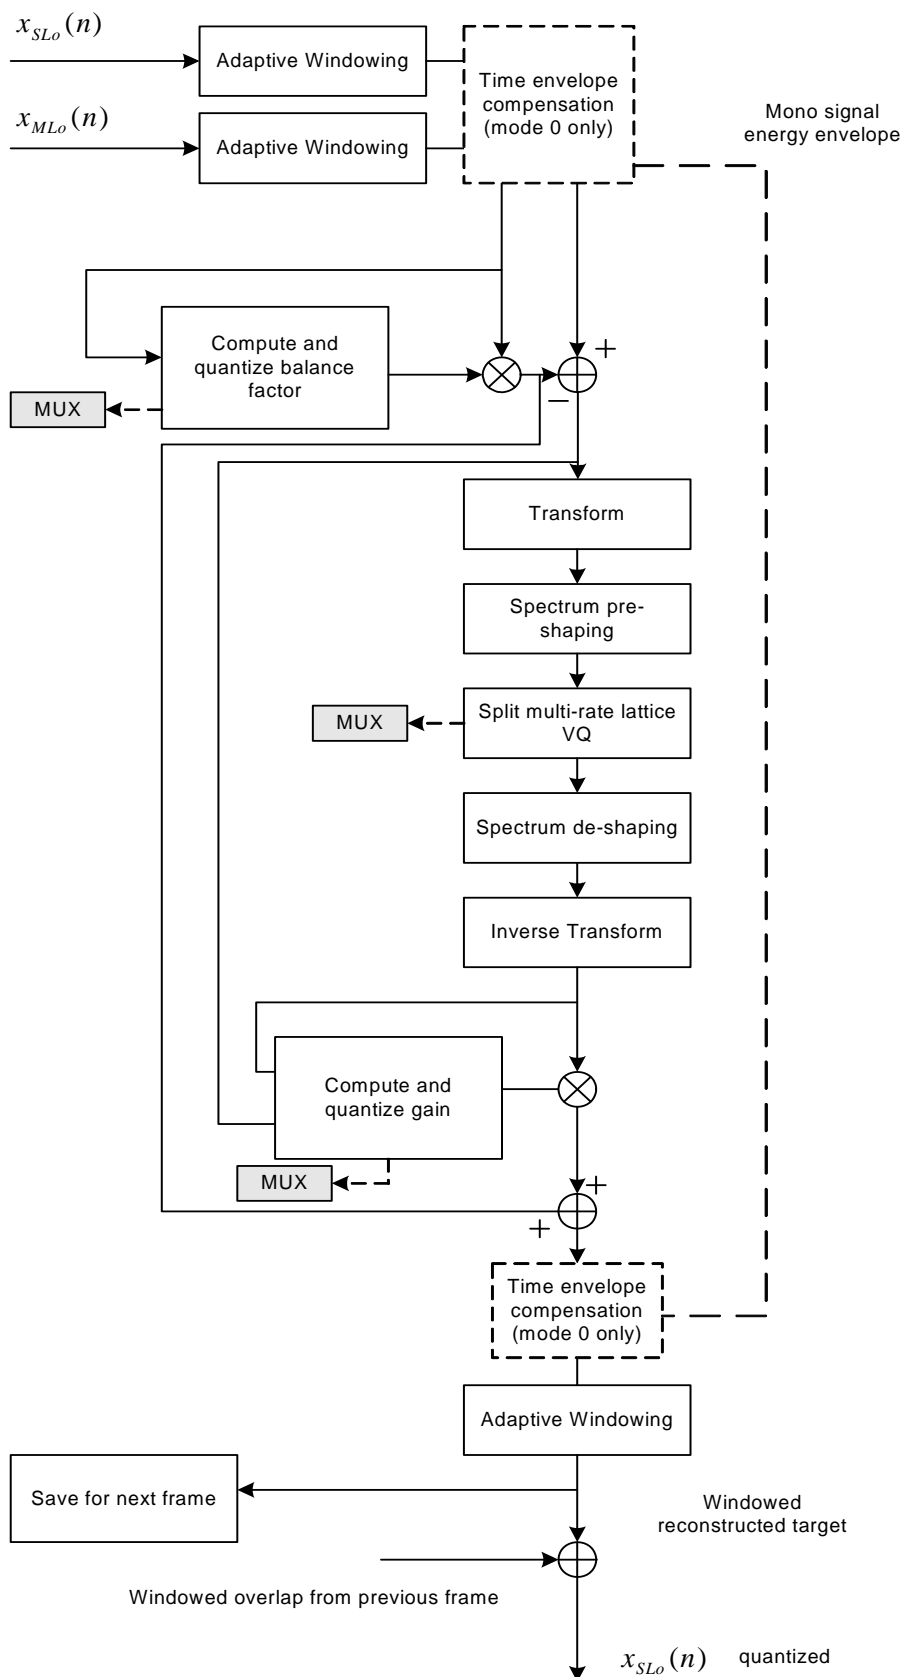 x_SLo(n)
Adaptive Windowing
x_MLo(n)
Adaptive Windowing
Time envelope
compensation
(mode 0 only)
Mono signal
energy envelope
Compute and
quantize balance
factor
+
−
MUX
Transform
Spectrum pre-
shaping
Split multi-rate lattice
VQ
MUX
Spectrum de-shaping
Inverse Transform
Compute and
quantize gain
MUX
+
+
Time envelope
compensation
(mode 0 only)
Adaptive Windowing
Save for next frame
Windowed
reconstructed target
Windowed overlap from previous frame
x_SLo(n) quantized